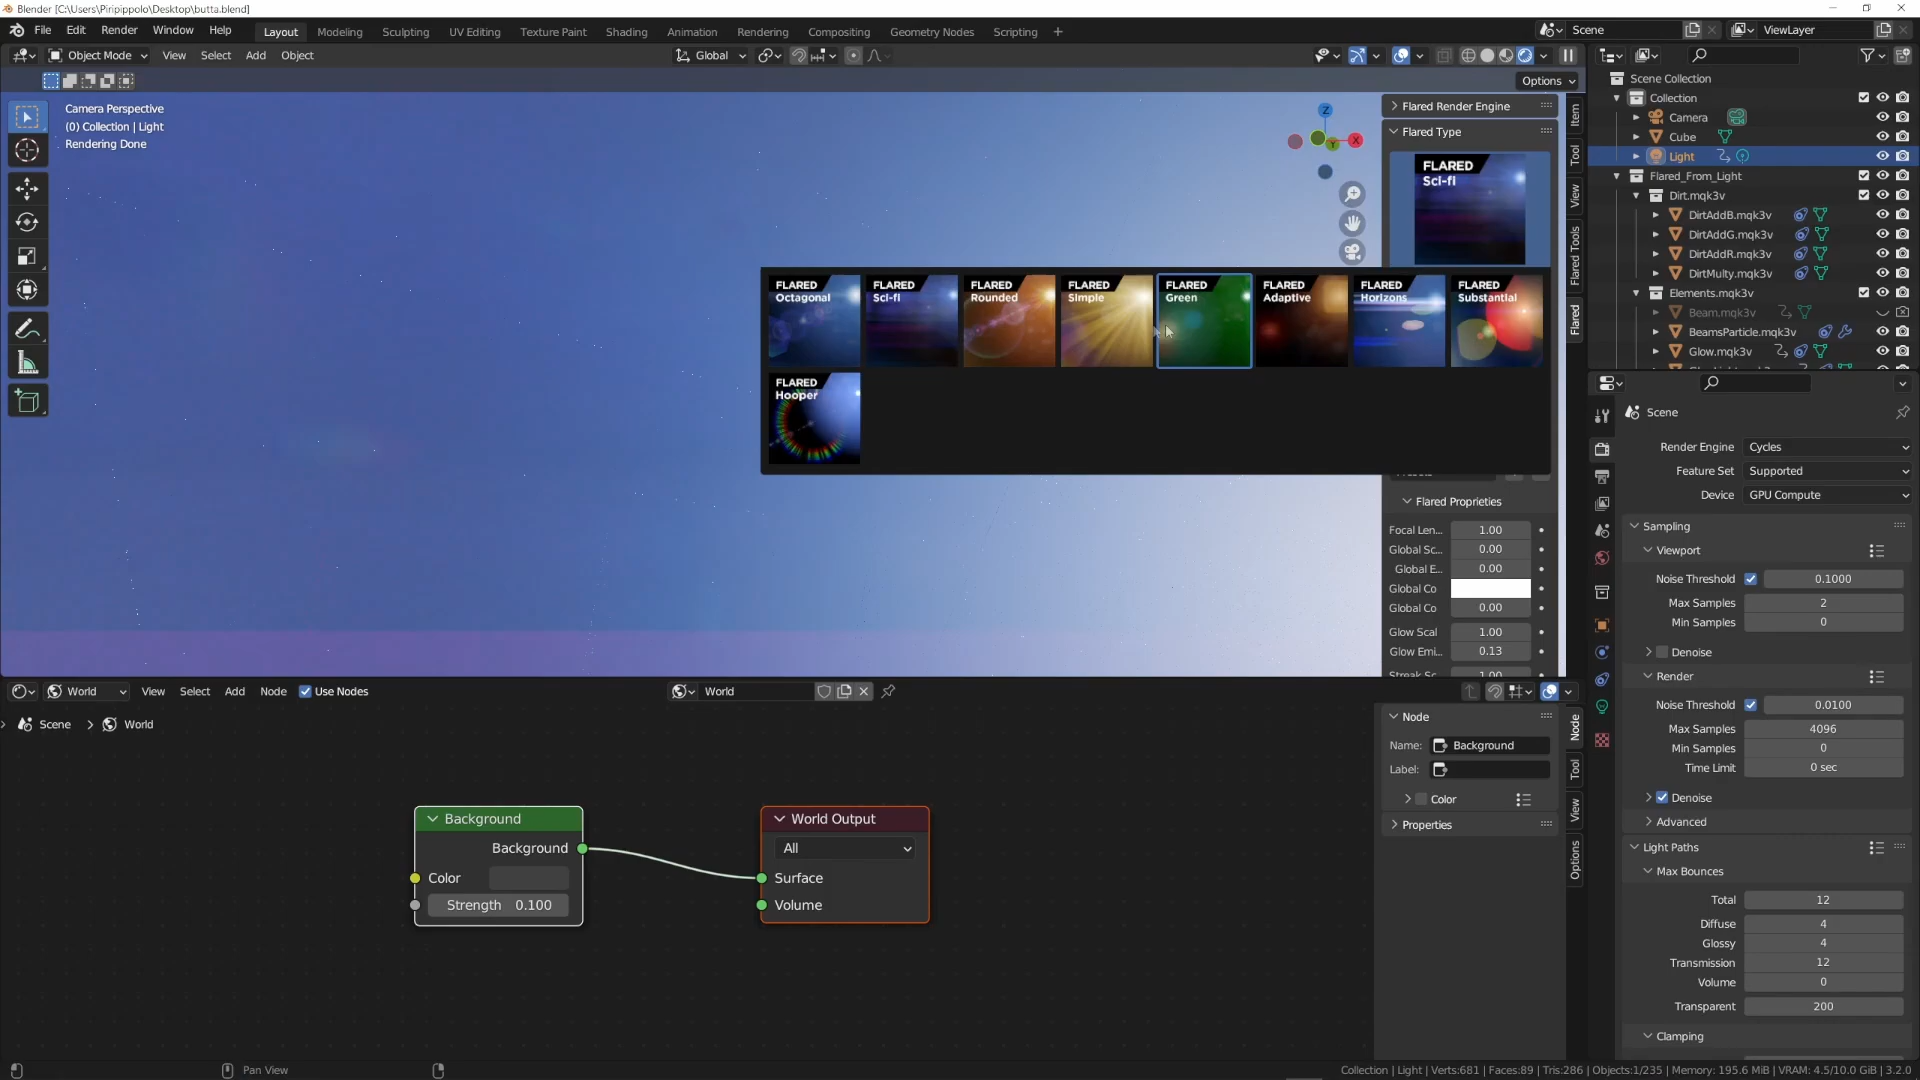 Blender [C:\Users\Piripippolo\Desktop\butta.blend]
File Edit Render Window Help Layout Modeling Sculpting UV Editing Texture Paint Shading Animation Rendering Compositing Geometry Nodes Scripting + Scene ViewLayer
Object Mode View Select Add Object Global
Options
Camera Perspective
(0) Collection | Light
Rendering Done
Z
X
Y
Flared Render Engine
Flared Type
FLARED
Sci-fi
FLARED
Octagonal
FLARED
Sci-fi
FLARED
Rounded
FLARED
Simple
FLARED
Green
FLARED
Adaptive
FLARED
Horizons
FLARED
Substantial
FLARED
Hooper
Flared Proprieties
Focal Len... 1.00
Global Sc... 0.00
Global E... 0.00
Global Co
Global Co 0.00
Glow Scal 1.00
Glow Emi... 0.13
Item
Tool
View
Flared Tools
Flared
Scene Collection
Collection
Camera
Cube
Light
Flared_From_Light
Dirt.mqk3v
DirtAddB.mqk3v
DirtAddG.mqk3v
DirtAddR.mqk3v
DirtMulty.mqk3v
Elements.mqk3v
Beam.mqk3v
BeamsParticle.mqk3v
Glow.mqk3v
Scene
Render Engine Cycles
Feature Set Supported
Device GPU Compute
Sampling
Viewport
Noise Threshold 0.1000
Max Samples 2
Min Samples 0
Denoise
Render
Noise Threshold 0.0100
Max Samples 4096
Min Samples 0
Time Limit 0 sec
Denoise
Advanced
Light Paths
Max Bounces
Total 12
Diffuse 4
Glossy 4
Transmission 12
Volume 0
Transparent 200
Clamping
World View Select Add Node Use Nodes World
Scene > World
Background
Background
Color
Strength 0.100
World Output
All
Surface
Volume
Node
Name: Background
Label:
Color
Properties
Node
Tool
View
Options
Pan View
Collection | Light | Verts:681 | Faces:89 | Tris:286 | Objects:1/235 | Memory: 195.6 MiB | VRAM: 4.5/10.0 GiB | 3.2.0